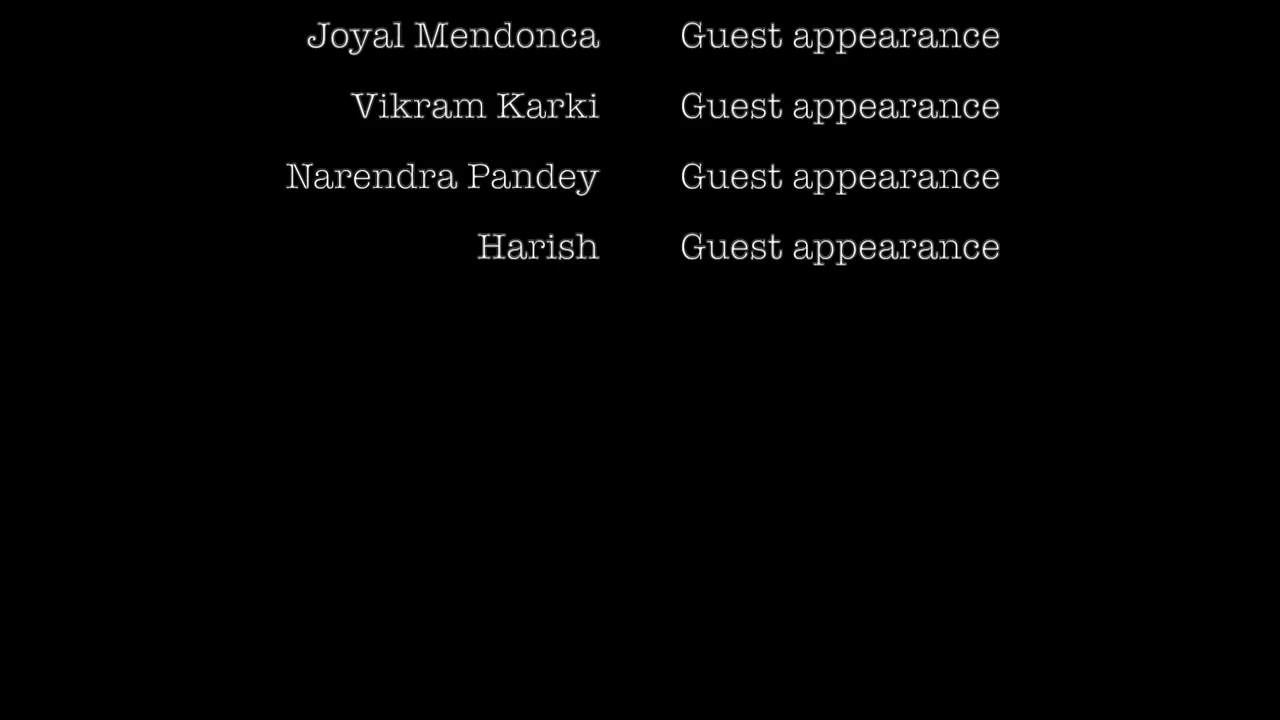 Joyal Mendonca Guest appearance
Vikram Karki Guest appearance
Narendra Pandey Guest appearance
Harish Guest appearance